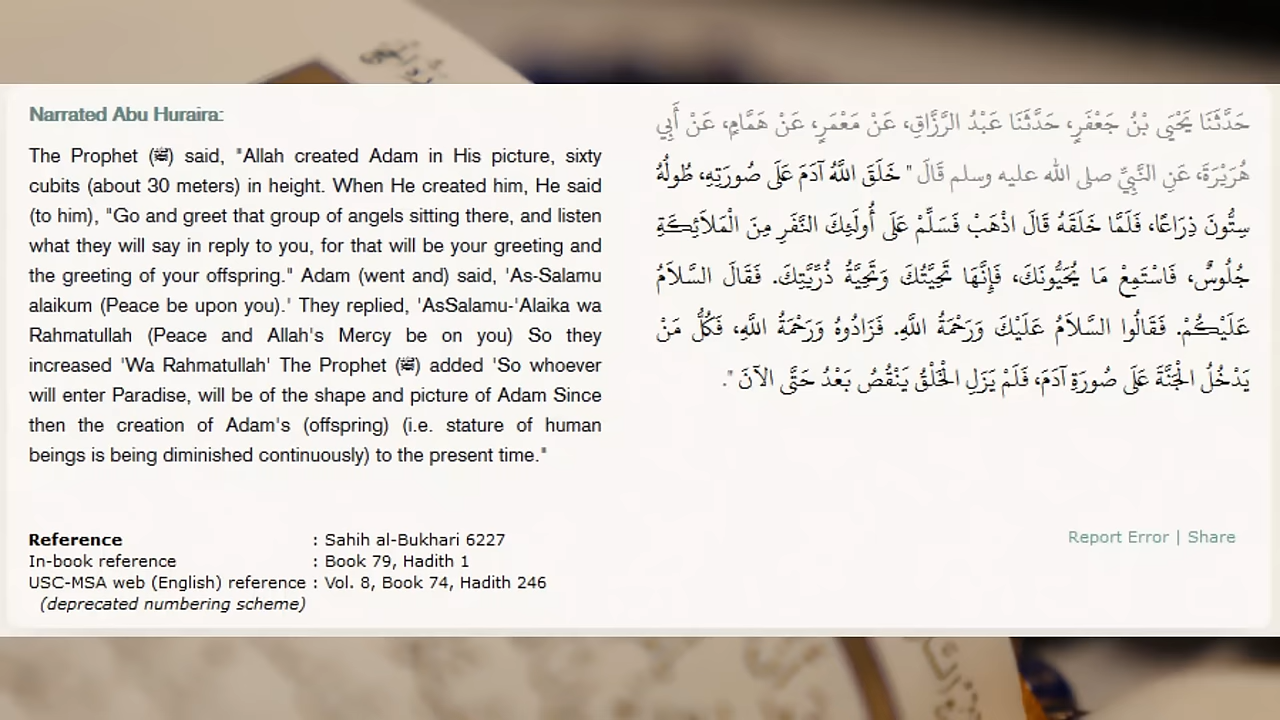 Narrated Abu Huraira:
The Prophet (ﷺ) said, "Allah created Adam in His picture, sixty
cubits (about 30 meters) in height. When He created him, He said
(to him), "Go and greet that group of angels sitting there, and listen
what they will say in reply to you, for that will be your greeting and
the greeting of your offspring." Adam (went and) said, 'As-Salamu
alaikum (Peace be upon you).' They replied, 'AsSalamu-'Alaika wa
Rahmatullah (Peace and Allah's Mercy be on you) So they
increased 'Wa Rahmatullah' The Prophet (ﷺ) added 'So whoever
will enter Paradise, will be of the shape and picture of Adam Since
then the creation of Adam's (offspring) (i.e. stature of human
beings is being diminished continuously) to the present time."
حَدَّثَنَا يَحْيَى بْنُ جَعْفَرٍ، حَدَّثَنَا عَبْدُ الرَّزَّاقِ، عَنْ مَعْمَرٍ، عَنْ هَمَّامٍ، عَنْ أَبِي
هُرَيْرَةَ، عَنِ النَّبِيِّ صلى الله عليه وسلم قَالَ " خَلَقَ اللَّهُ آدَمَ عَلَى صُورَتِهِ، طُولُهُ
سِتُّونَ ذِرَاعًا، فَلَمَّا خَلَقَهُ قَالَ اذْهَبْ فَسَلِّمْ عَلَى أُولَئِكَ النَّفَرِ مِنَ الْمَلاَئِكَةِ
جُلُوسٌ، فَاسْتَمِعْ مَا يُحَيُّونَكَ، فَإِنَّهَا تَحِيَّتُكَ وَتَحِيَّةُ ذُرِّيَّتِكَ. فَقَالَ السَّلاَمُ
عَلَيْكُمْ. فَقَالُوا السَّلاَمُ عَلَيْكَ وَرَحْمَةُ اللَّهِ. فَزَادُوهُ وَرَحْمَةُ اللَّهِ، فَكُلُّ مَنْ
يَدْخُلُ الْجَنَّةَ عَلَى صُورَةِ آدَمَ، فَلَمْ يَزَلِ الْخَلْقُ يَنْقُصُ بَعْدُ حَتَّى الآنَ ".
Reference : Sahih al-Bukhari 6227
In-book reference : Book 79, Hadith 1
USC-MSA web (English) reference : Vol. 8, Book 74, Hadith 246
(deprecated numbering scheme)
Report Error | Share